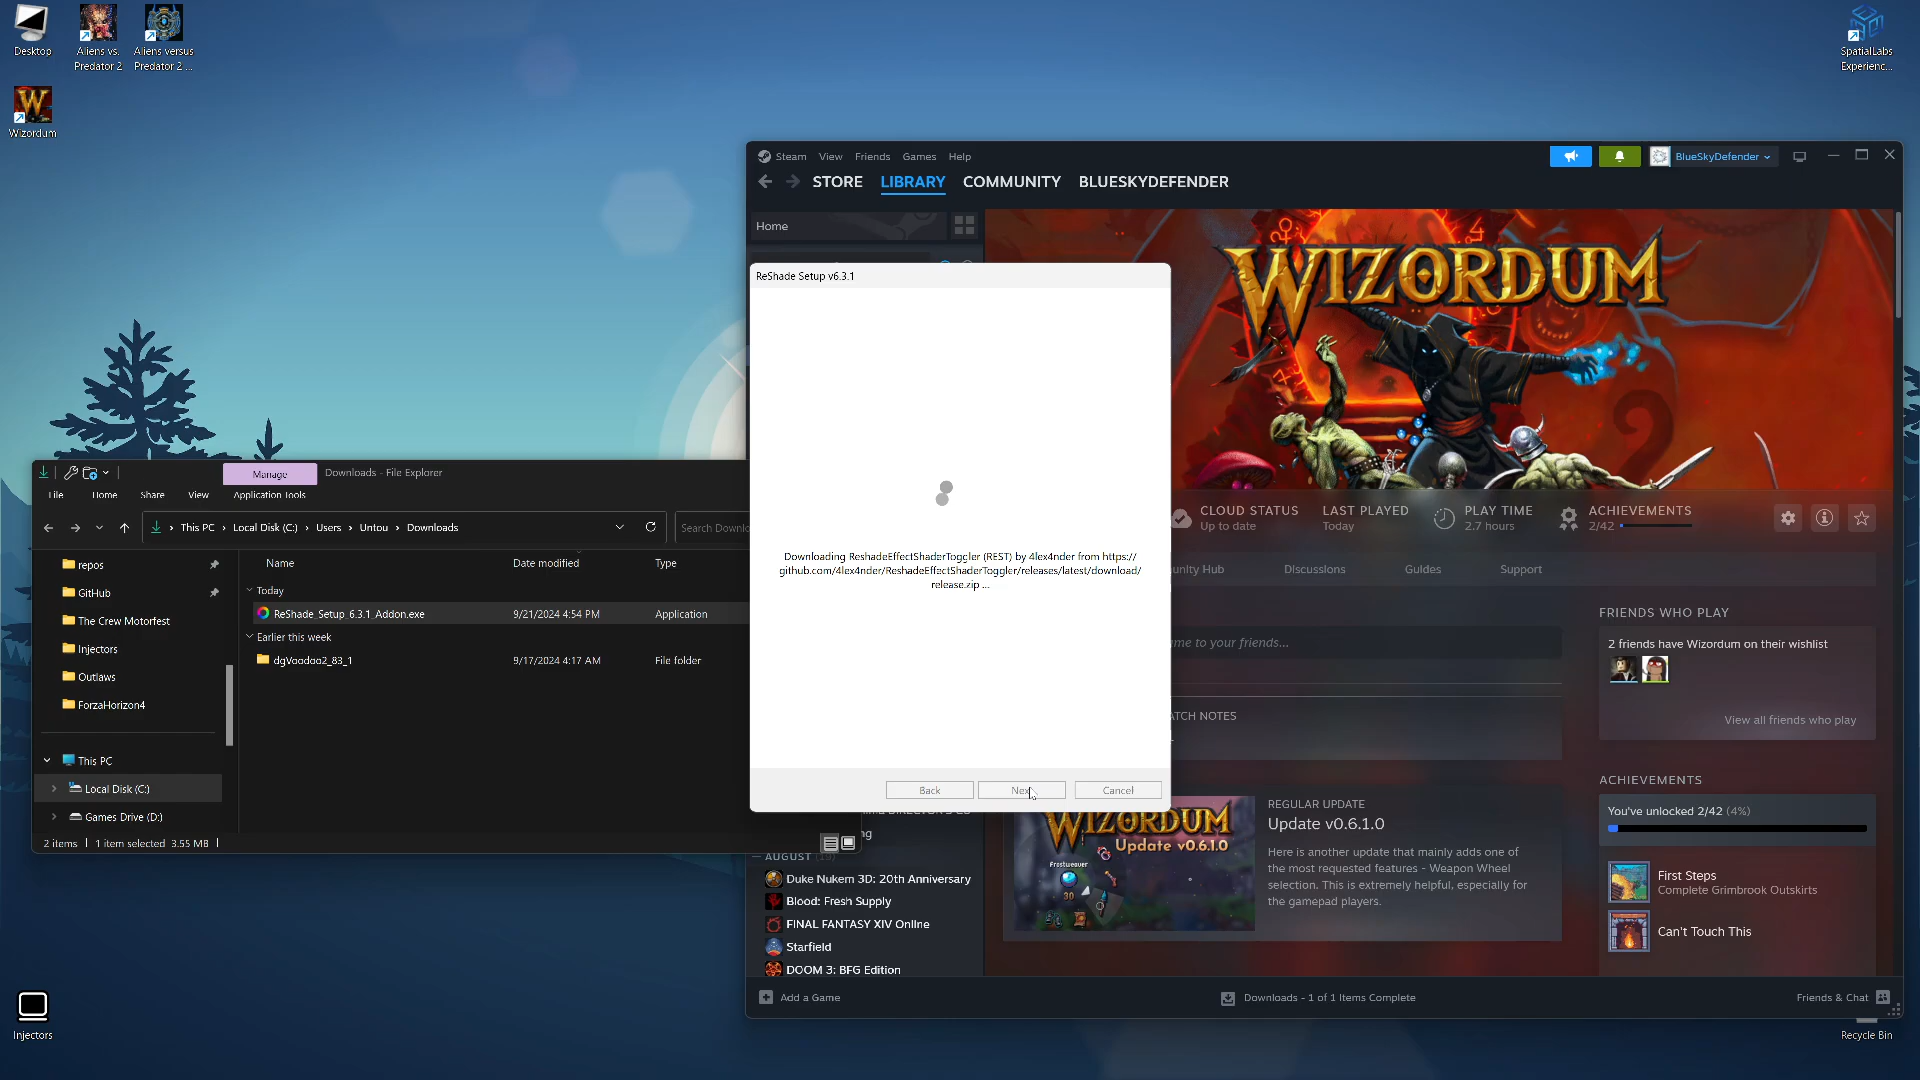 Desktop
Aliens vs.
Predator 2
Aliens versus
Predator 2 ...
Wizordum
SpatialLabs
Experienc...
Steam View Friends Games Help
BlueSkyDefender
STORE LIBRARY COMMUNITY BLUESKYDEFENDER
Home
WIZORDUM
ReShade Setup v6.3.1
Downloading ReshadeEffectShaderToggler (REST) by 4lex4nder from https://
github.com/4lex4nder/ReshadeEffectShaderToggler/releases/latest/download/
release.zip ...
Back
Cancel
Manage
Downloads - File Explorer
File Home Share View Application Tools
This PC › Local Disk (C:) › Users › Untou › Downloads
repos
GitHub
The Crew Motorfest
Injectors
Outlaws
ForzaHorizon4
This PC
Local Disk (C:)
Games Drive (D:)
Name Date modified Type
Today
ReShade_Setup_6.3.1_Addon.exe 9/21/2024 4:54 PM Application
Earlier this week
dgVoodoo2_83_1 9/17/2024 4:17 AM File folder
2 items 1 item selected 3.55 MB
CLOUD STATUS
Up to date
LAST PLAYED
Today
PLAY TIME
2.7 hours
ACHIEVEMENTS
2/42
Hub
Discussions
Guides
Support
to your friends...
NOTES
FRIENDS WHO PLAY
2 friends have Wizordum on their wishlist
View all friends who play
ACHIEVEMENTS
You've unlocked 2/42 (4%)
First Steps
Complete Grimbrook Outskirts
Can't Touch This
WIZORDUM
Update v0.6.1.0
Frostweaver
30
REGULAR UPDATE
Update v0.6.1.0
Here is another update that mainly adds one of
the most requested features - Weapon Wheel
selection. This is extremely helpful, especially for
the gamepad players.
AUGUST
Duke Nukem 3D: 20th Anniversary
Blood: Fresh Supply
FINAL FANTASY XIV Online
Starfield
DOOM 3: BFG Edition
Add a Game
Downloads - 1 of 1 Items Complete
Friends & Chat
Injectors
Recycle Bin